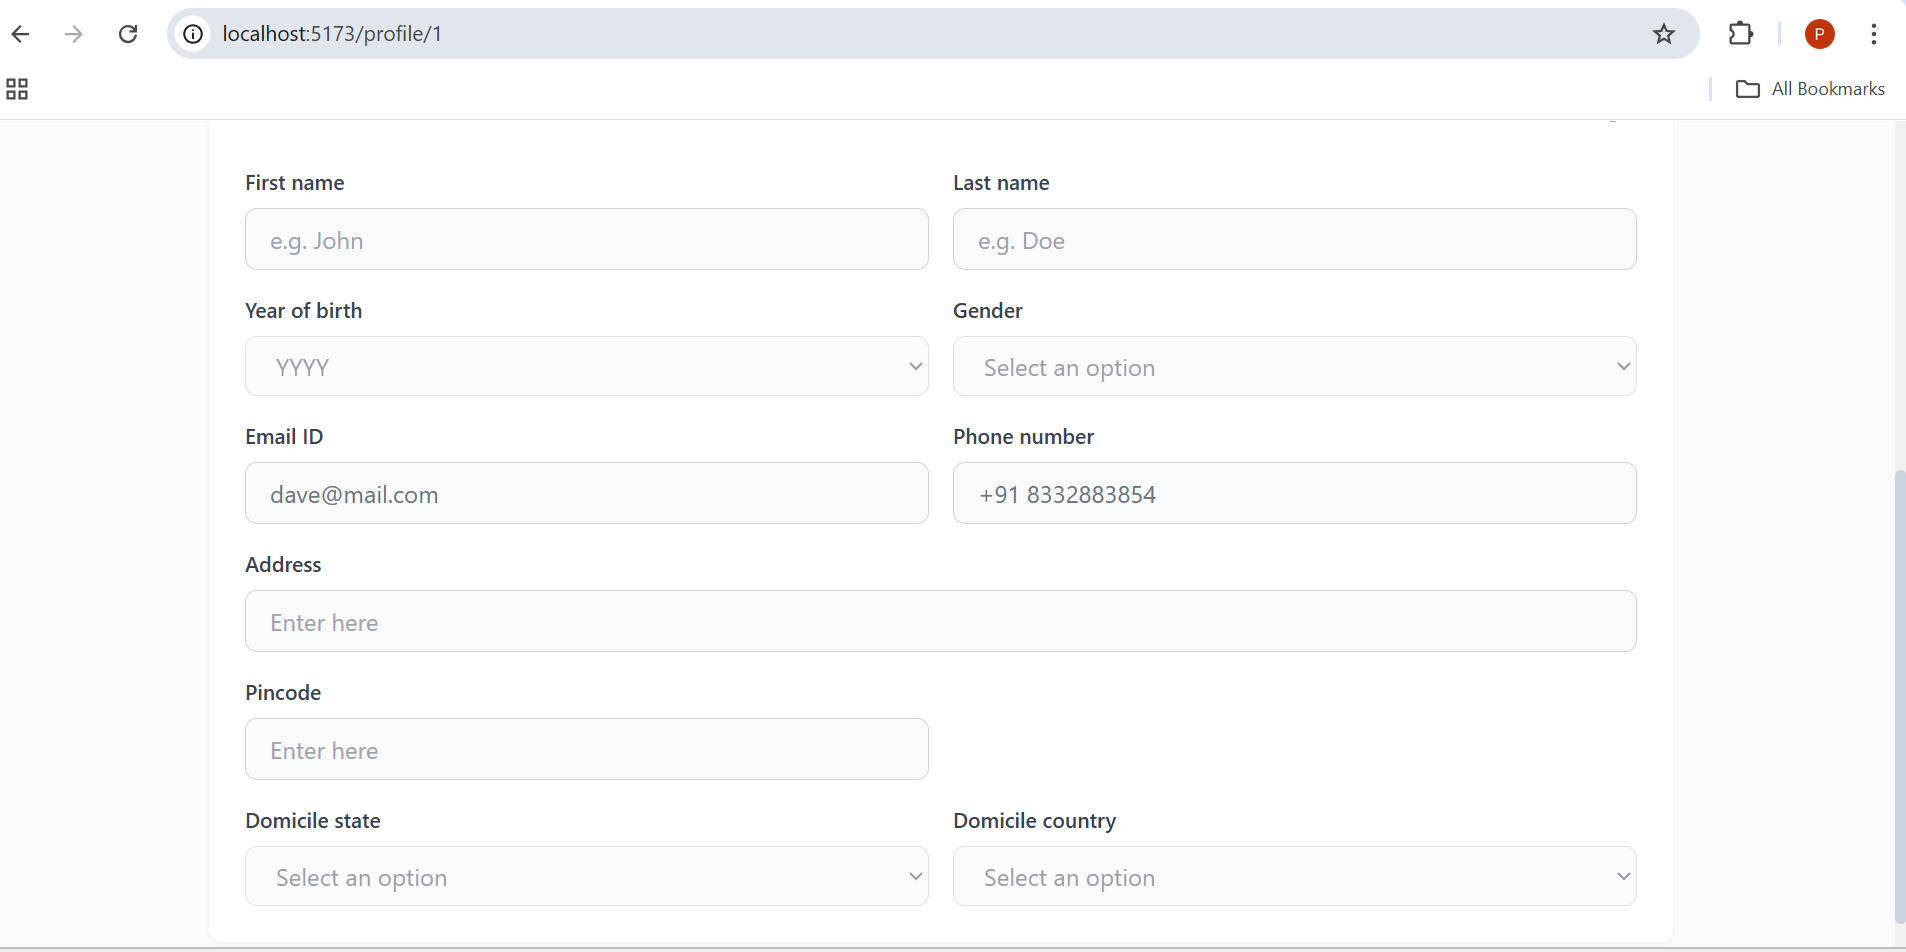 localhost:5173/profile/1
P
All Bookmarks
First name
Last name
e.g. John
e.g. Doe
Year of birth
Gender
YYYY
Select an option
Email ID
Phone number
dave@mail.com
+91 8332883854
Address
Enter here
Pincode
Enter here
Domicile state
Domicile country
Select an option
Select an option